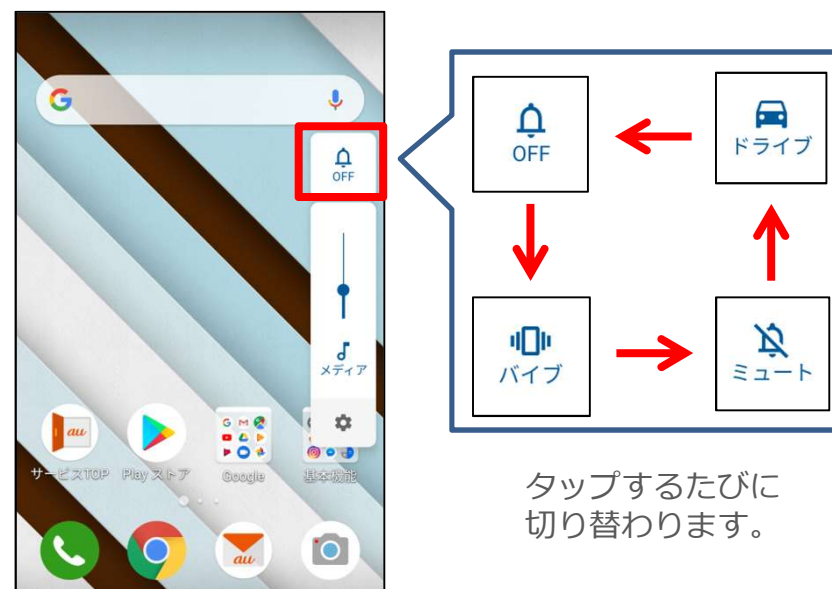 OFF
メディア
au
サービスTOP
Play ストア
Google
基本機能
au
OFF
ドライブ
バイブ
ミュート
タップするたびに
切り替わります。